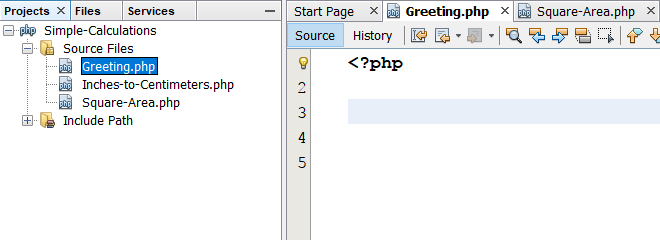 Projects Files Services
Simple-Calculations
Source Files
Greeting.php
Inches-to-Centimeters.php
Square-Area.php
Include Path
Start Page Greeting.php Square-Area.php
Source History
<?php
2
3
4
5